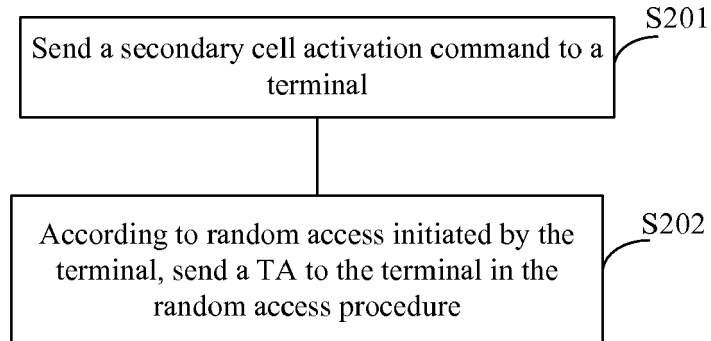 S201
Send a secondary cell activation command to a
terminal
S202
According to random access initiated by the
terminal, send a TA to the terminal in the
random access procedure